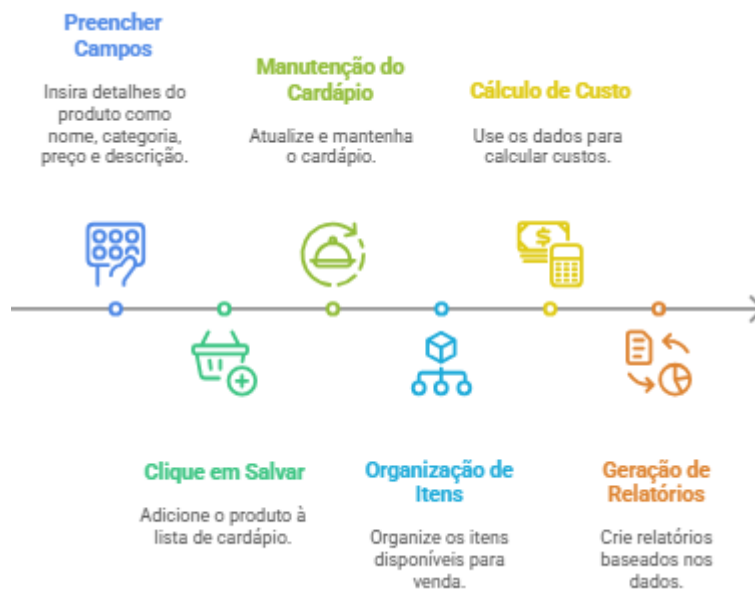 Preencher
Campos
Insira detalhes do
produto como
nome, categoria,
preço e descrição.
Clique em Salvar
Adicione o produto à
lista de cardápio.
Manutenção do
Cardápio
Atualize e mantenha
o cardápio.
Organização de
Itens
Organize os itens
disponíveis para
venda.
Cálculo de Custo
Use os dados para
calcular custos.
$
Geração de
Relatórios
Crie relatórios
baseados nos
dados.